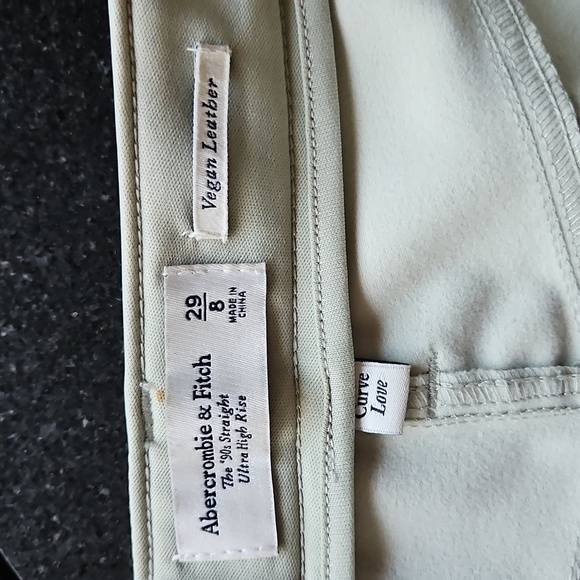 Vegan Leather
Abercrombie & Fitch
The '90s Straight
Ultra High Rise
29
8
MADE IN
CHINA
Curve
Love